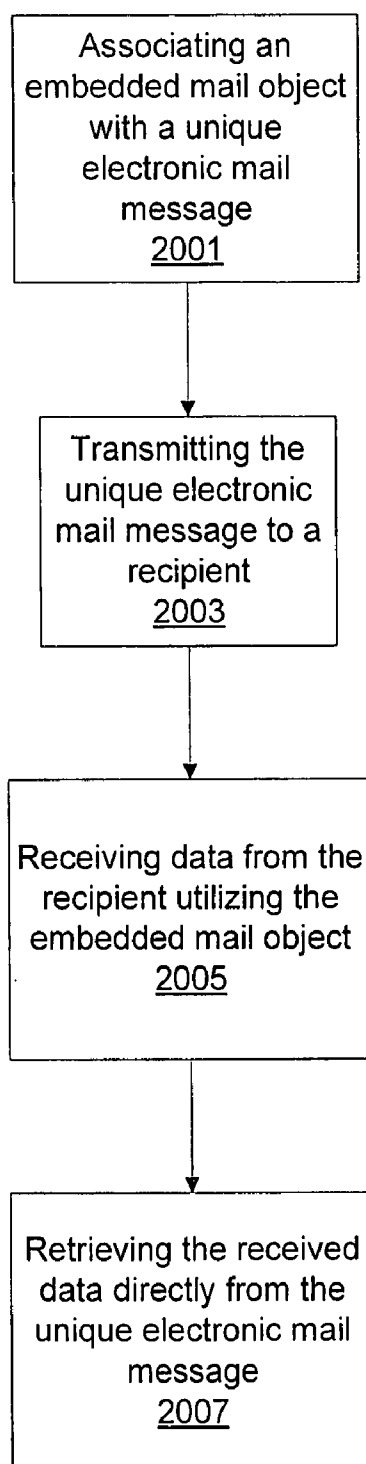 Associating an
embedded mail object
with a unique
electronic mail
message
2001
Transmitting the
unique electronic
mail message to a
recipient
2003
Receiving data from the
recipient utilizing the
embedded mail object
2005
Retrieving the received
data directly from the
unique electronic mail
message
2007